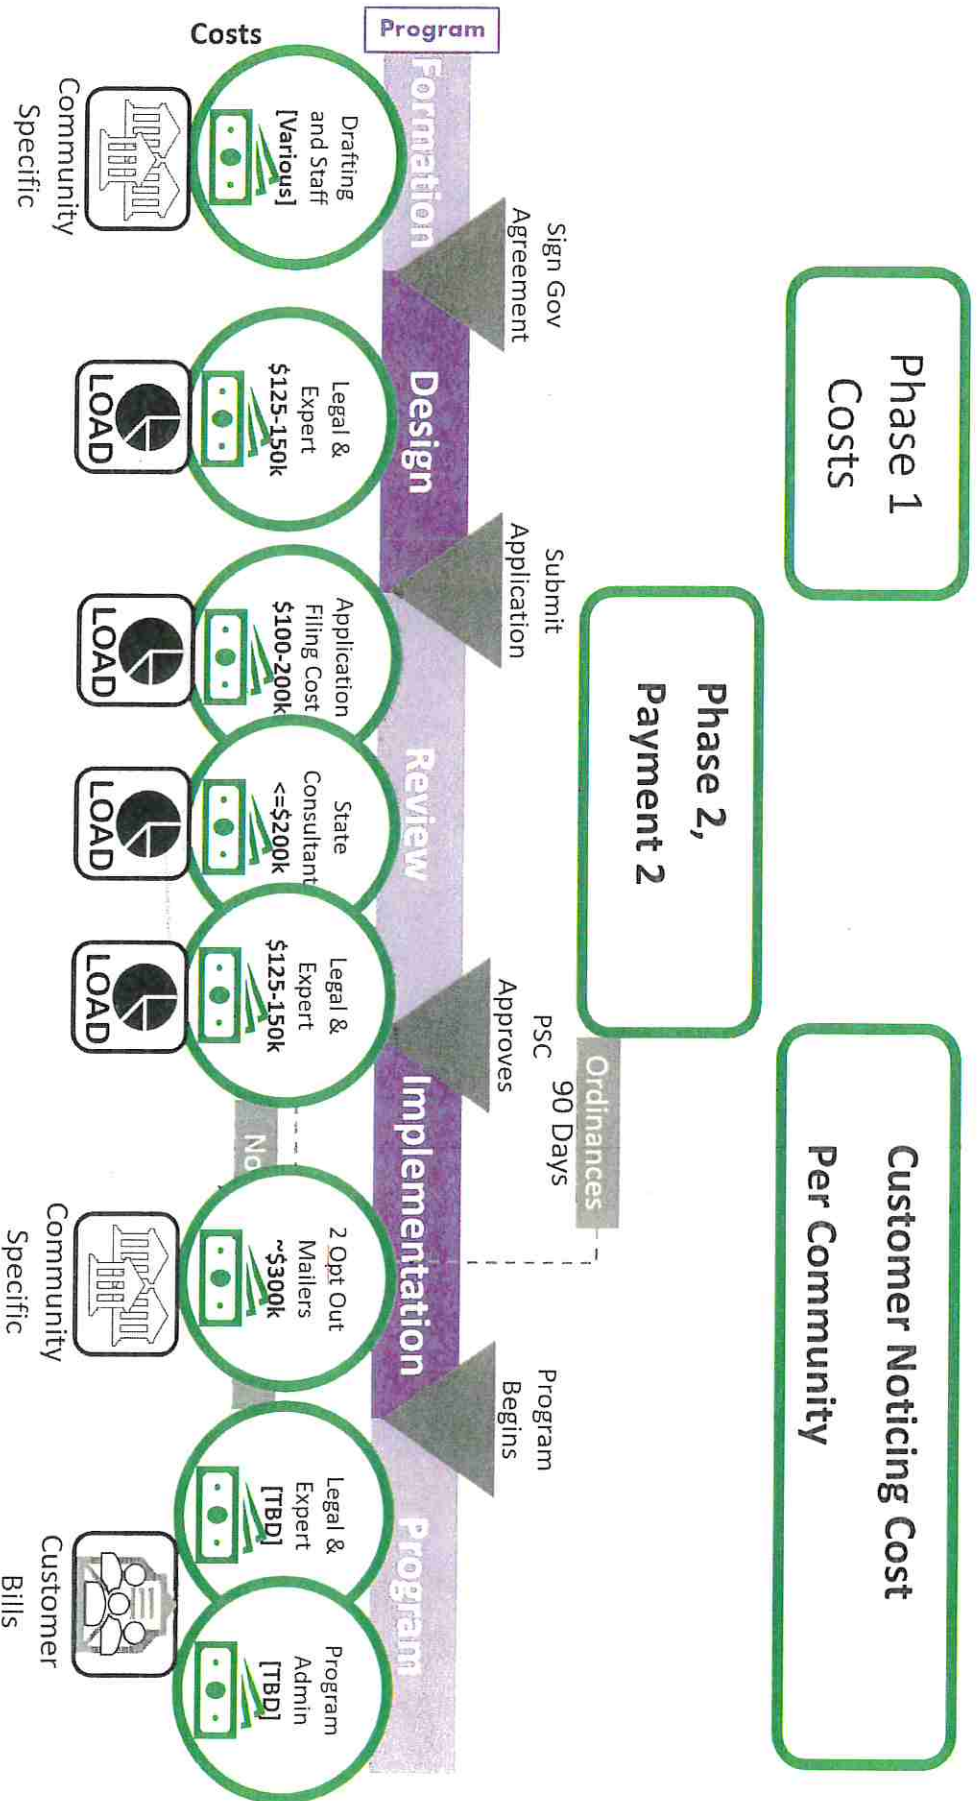 Phase 1
Costs
Phase 2,
Payment 2
Customer Noticing Cost
Per Community
Ordinances
90 Days
Sign Gov
Agreement
Submit
Application
PSC
Approves
Program
Begins
Program
Formation
Design
Review
Implementation
Program
Costs
Drafting
and Staff
[Various]
Legal &
Expert
$125-150k
Application
Filing Cost
$100-200k
State
Consultant
<=$200k
Legal &
Expert
$125-150k
No
2 Opt Out
Mailers
~$300k
Legal &
Expert
[TBD]
Program
Admin
[TBD]
Community
Specific
LOAD
LOAD
LOAD
LOAD
Community
Specific
Customer
Bills